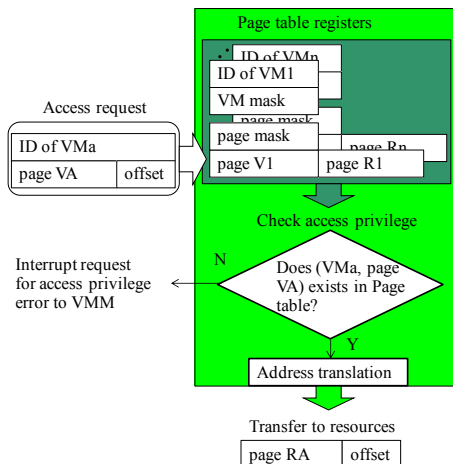 Page table registers
ID of VMn
ID of VM1
VM mask
page mask
page mask
page Rn
page V1 page R1
Access request
ID of VMa
page VA offset
Check access privilege
N
Does (VMa, page
VA) exists in Page
table?
Interrupt request
for access privilege
error to VMM
Y
Address translation
Transfer to resources
page RA offset